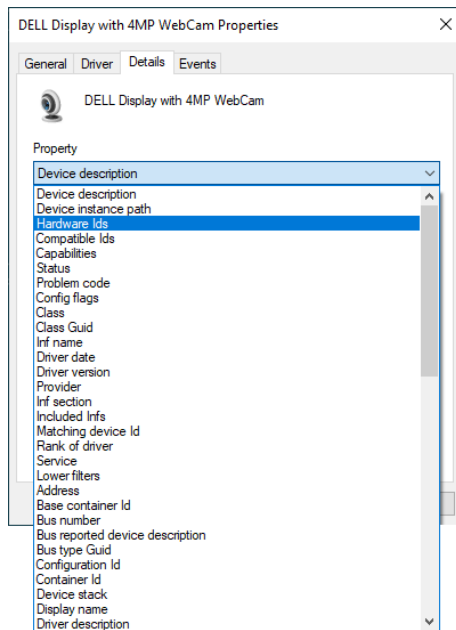 DELL Display with 4MP WebCam Properties
General Driver Details Events
DELL Display with 4MP WebCam
Property
Device description
Device description
Device instance path
Hardware Ids
Compatible Ids
Capabilities
Status
Problem code
Config flags
Class
Class Guid
Inf name
Driver date
Driver version
Provider
Inf section
Included Infs
Matching device Id
Rank of driver
Service
Lower filters
Address
Base container Id
Bus number
Bus reported device description
Bus type Guid
Configuration Id
Container Id
Device stack
Display name
Driver description